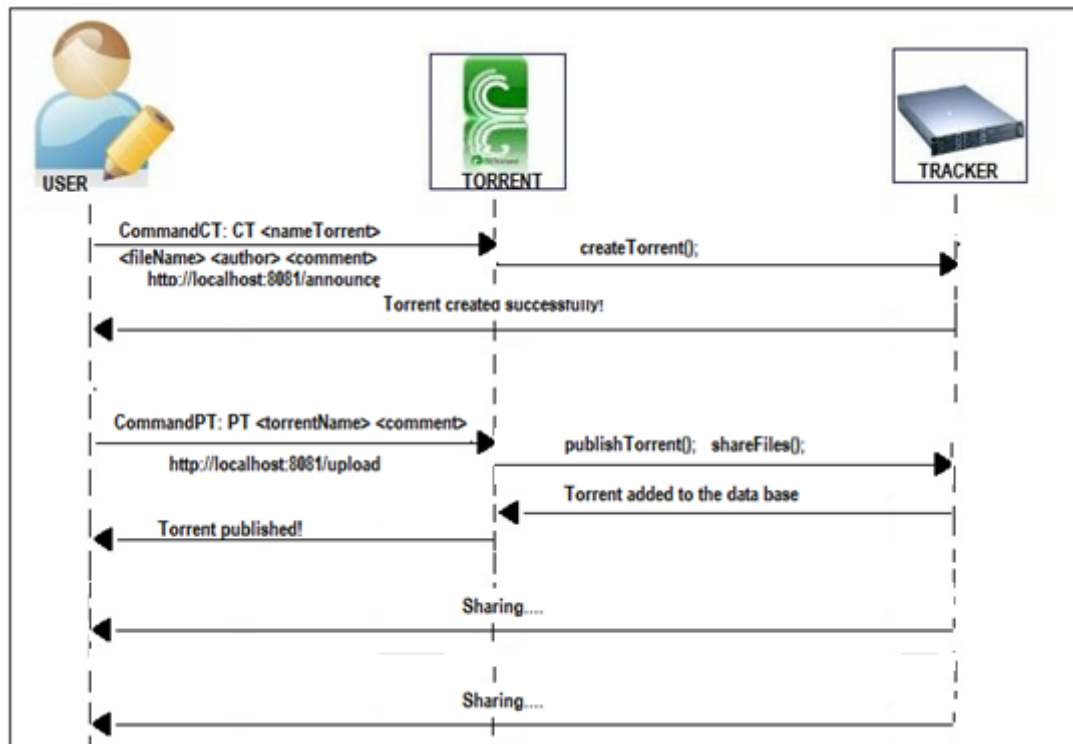 USER
TORRENT
TRACKER
CommandCT: CT <nameTorrent>
<fileName> <author> <comment>
http://localhost:8081/announce
createTorrent();
Torrent created successfully!
CommandPT: PT <torrentName> <comment>
http://localhost:8081/upload
publishTorrent(); shareFiles();
Torrent added to the data base
Torrent published!
Sharing....
Sharing....